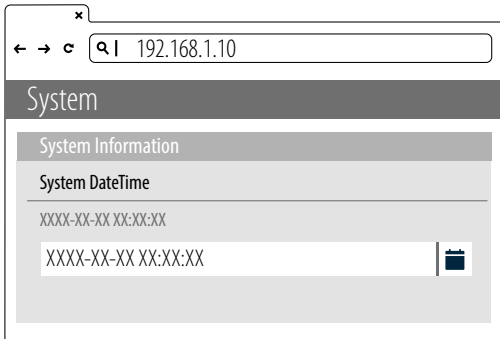 192.168.1.10
System
System Information
System DateTime
XXXX-XX-XX XX:XX:XX
XXXX-XX-XX XX:XX:XX